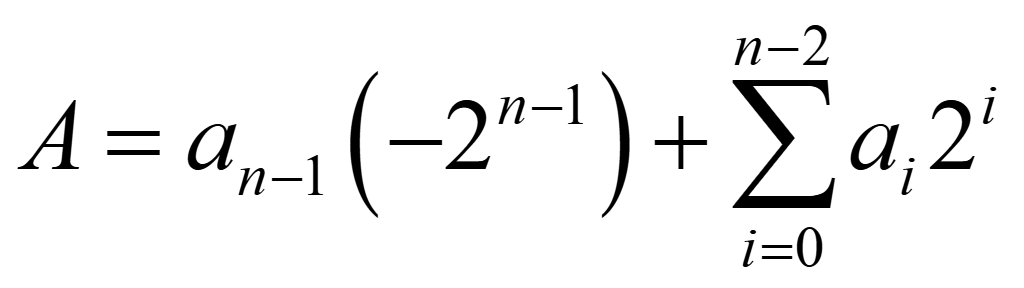 A = a_{n-1} (-2^{n-1}) + \sum_{i=0}^{n-2} a_i 2^i